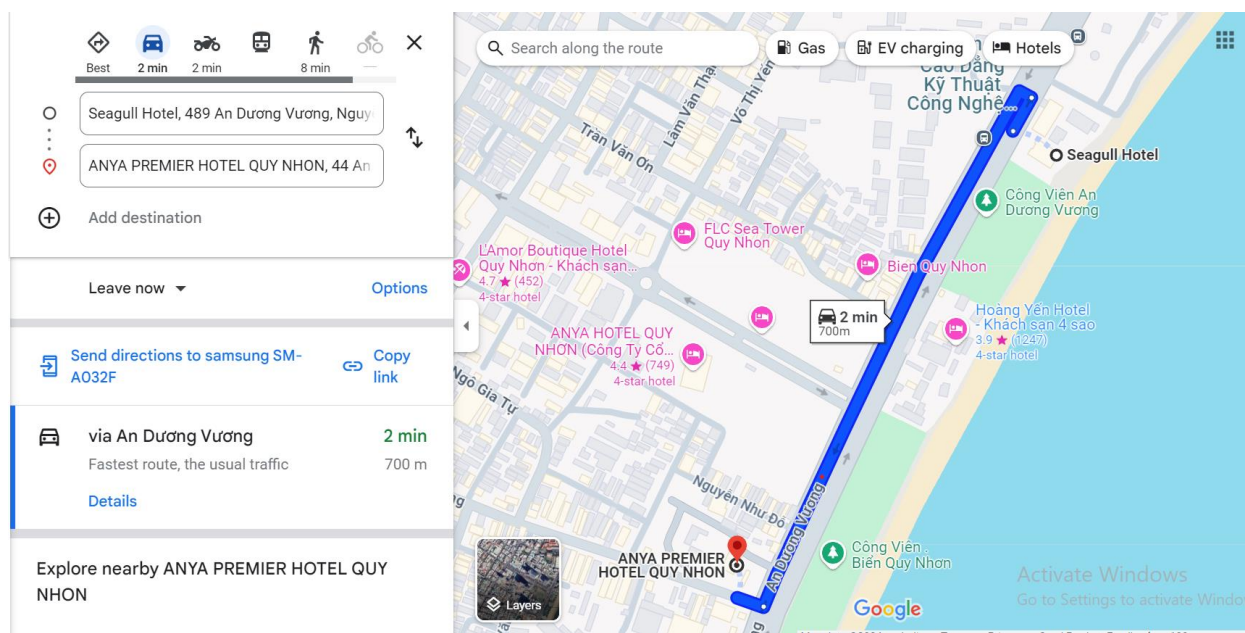 Best
2 min
2 min
8 min
Seagull Hotel, 489 An Dương Vương, Nguy
ANYA PREMIER HOTEL QUY NHON, 44 An
Add destination
Leave now
Options
Send directions to samsung SM-
A032F
Copy
link
via An Dương Vương
2 min
Fastest route, the usual traffic
700 m
Details
Explore nearby ANYA PREMIER HOTEL QUY
NHON
Search along the route
Gas
EV charging
Hotels
Cao Đẳng
Kỹ Thuật
Công Nghệ...
Võ Thị Yến
Lâm Văn Thạ
Trần Văn Ơn
Seagull Hotel
Công Viên An
Dương Vương
FLC Sea Tower
Quy Nhon
L'Amor Boutique Hotel
Quy Nhơn - Khách sạn...
4.7 ★ (452)
4-star hotel
Bien Quy Nhon
2 min
700m
Hoàng Yến Hotel
- Khách sạn 4 sao
3.9 ★ (1247)
4-star hotel
ANYA HOTEL QUY
NHƠN (Công Ty Cổ...
4.4 ★ (749)
4-star hotel
Ngô Gia Tự
Nguyễn Như Đổ
An Dương Vương
ANYA PREMIER
HOTEL QUY NHON
Công Viên
Biển Quy Nhơn
Layers
Google
Activate Windows
Go to Settings to activate Windo